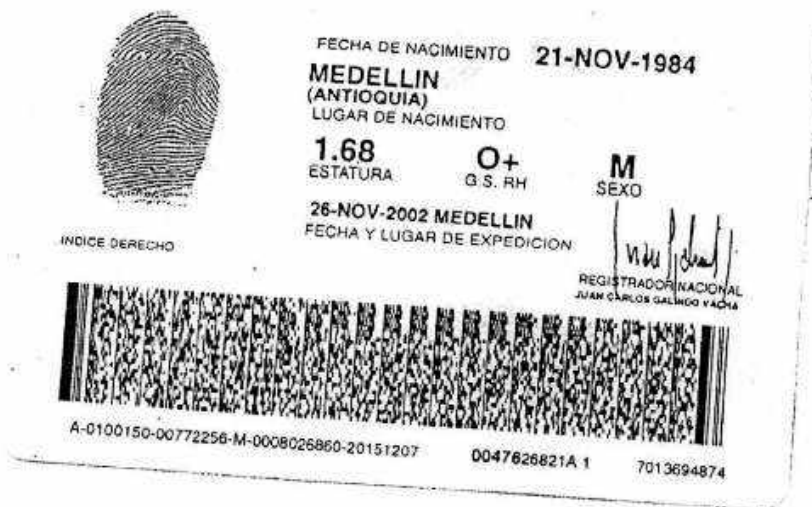 FECHA DE NACIMIENTO 21-NOV-1984
MEDELLIN
(ANTIOQUIA)
LUGAR DE NACIMIENTO
1.68 O+ M
ESTATURA G.S. RH SEXO
26-NOV-2002 MEDELLIN
FECHA Y LUGAR DE EXPEDICION
INDICE DERECHO
REGISTRADOR NACIONAL
JUAN CARLOS GALINDO VACHA
A-0100150-00772256-M-0008026860-20151207 0047626821A 1 7013694874